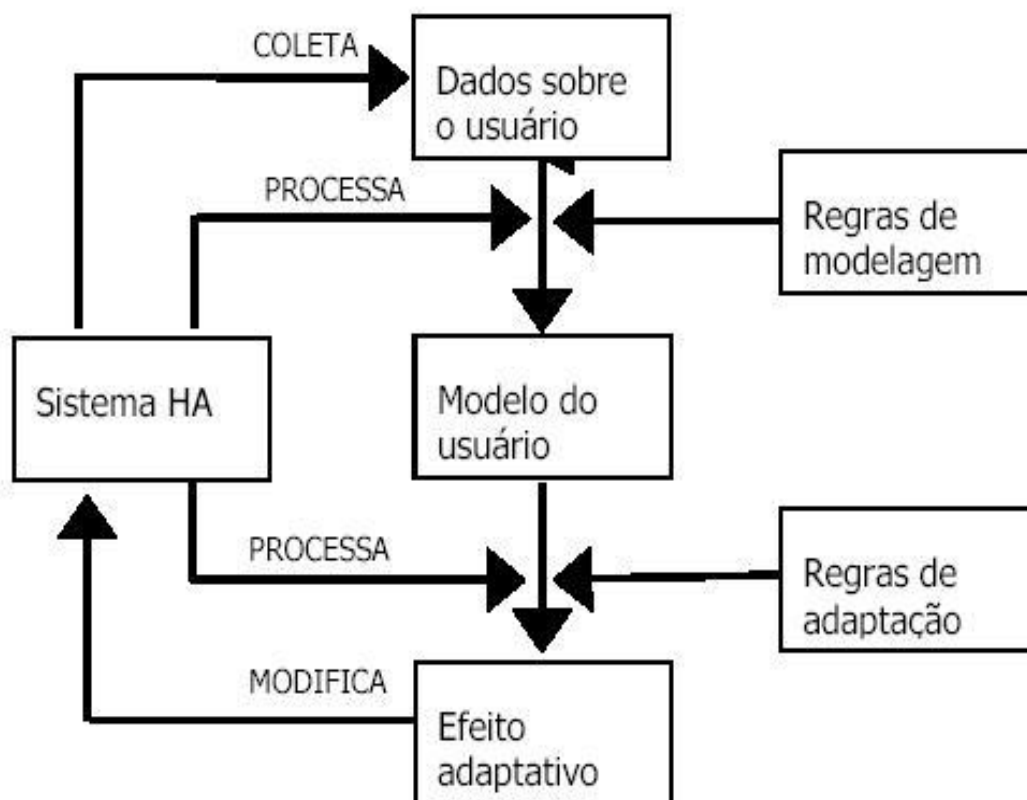 COLETA
Dados sobre
o usuário
PROCESSA
Regras de
modelagem
Sistema HA
Modelo do
usuário
PROCESSA
Regras de
adaptação
MODIFICA
Efeito
adaptativo